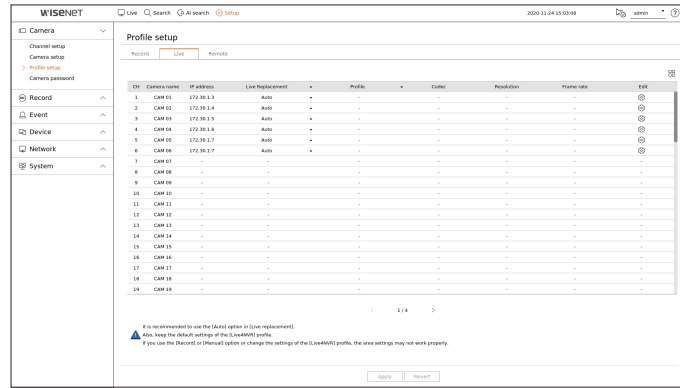 WISENET
Live Search AI search Setup 2020-11-24 15:03:08 admin ?
Camera
Channel setup
Camera setup
> Profile setup
Camera password
Record
Event
Device
Network
System
Profile setup
Record Live Remote
CH Camera name IP address Live Replacement Profile Codec Resolution Frame rate Edit
1 CAM 01 172.30.1.3 Auto - - - -
2 CAM 02 172.30.1.4 Auto - - - -
3 CAM 03 172.30.1.5 Auto - - - -
4 CAM 04 172.30.1.6 Auto - - - -
5 CAM 05 172.30.1.7 Auto - - - -
6 CAM 06 172.30.1.7 Auto - - - -
7 CAM 07 - - - - - - -
8 CAM 08 - - - - - - -
9 CAM 09 - - - - - - -
10 CAM 10 - - - - - - -
11 CAM 11 - - - - - - -
12 CAM 12 - - - - - - -
13 CAM 13 - - - - - - -
14 CAM 14 - - - - - - -
15 CAM 15 - - - - - - -
16 CAM 16 - - - - - - -
17 CAM 17 - - - - - - -
18 CAM 18 - - - - - - -
19 CAM 19 - - - - - - -
< 1 / 4 >
It is recommended to use the [Auto] option in [Live replacement].
Also, keep the default settings of the [Live4NVR] profile.
If you use the [Record] or [Manual] option or change the settings of the [Live4NVR] profile, the area settings may not work properly.
Apply Revert